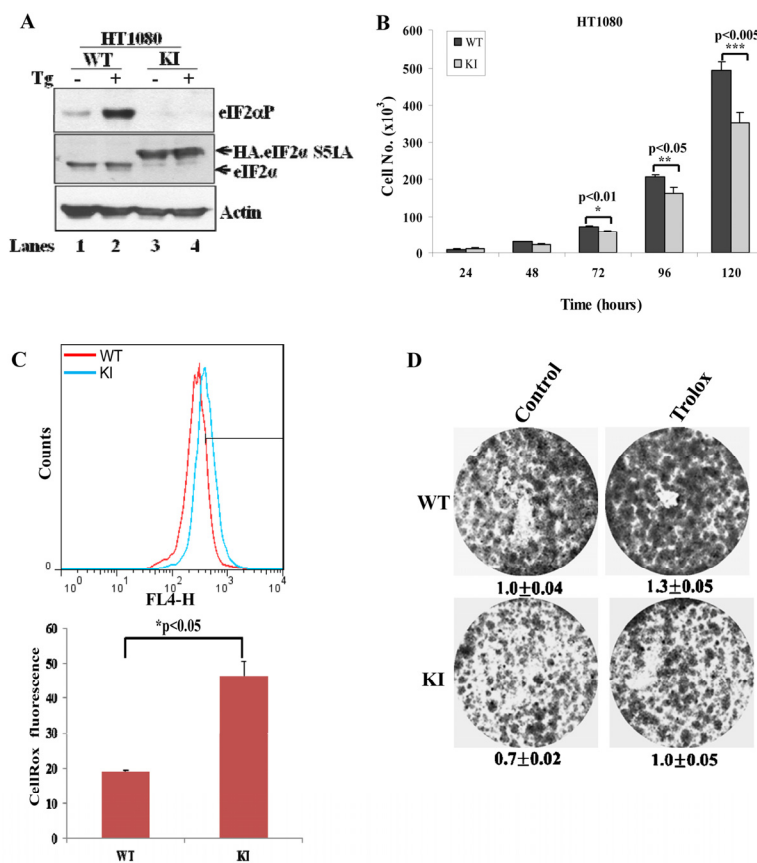 A
HT1080
WT KI
Tg - + - +
eIF2αP
HA.eIF2α S51A
eIF2α
Actin
Lanes 1 2 3 4
B
HT1080
WT
KI
p<0.01
*
p<0.05
**
p<0.005
***
Cell No. (x10³)
600
500
400
300
200
100
0
24 48 72 96 120
Time (hours)
C
WT
KI
Counts
0
10⁰ 10¹ 10² 10³ 10⁴
FL4-H
*p<0.05
CellRox fluorescence
60
50
40
30
20
10
0
WT KI
D
Control Trolox
WT
1.0±0.04 1.3±0.05
KI
0.7±0.02 1.0±0.05